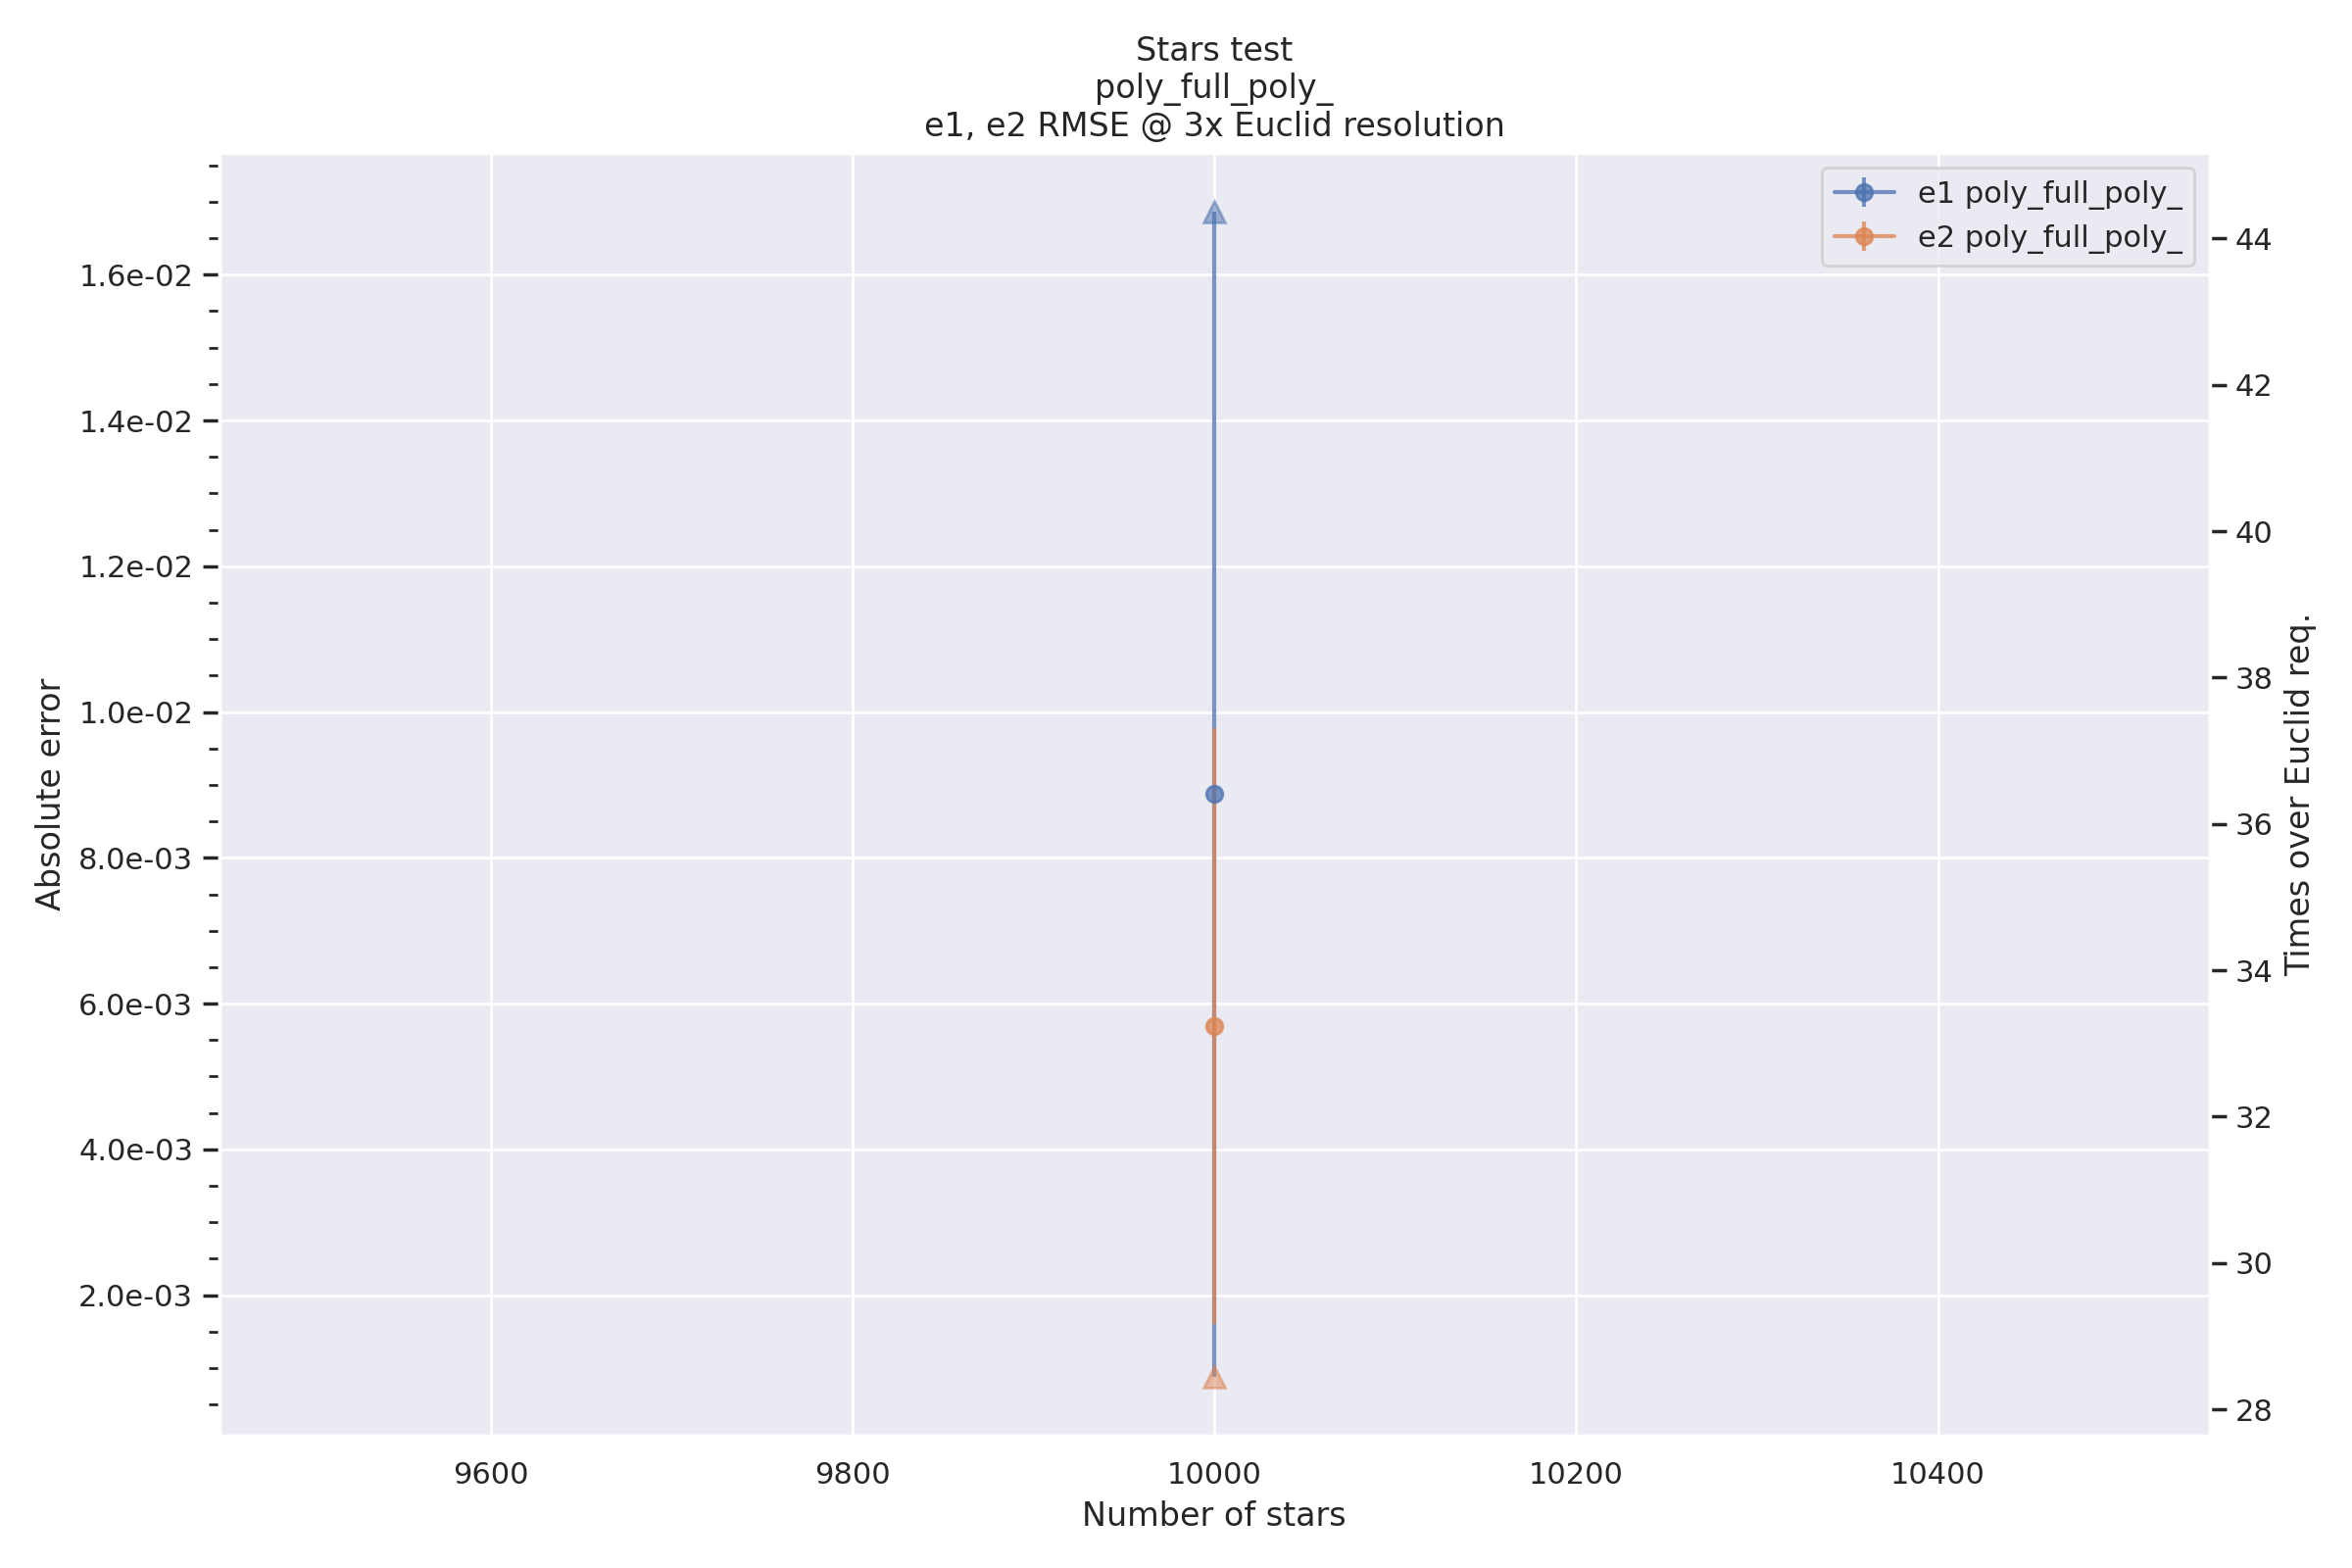 Stars test
poly_full_poly_
e1, e2 RMSE @ 3x Euclid resolution
e1 poly_full_poly_
e2 poly_full_poly_
Absolute error
1.6e-02
1.4e-02
1.2e-02
1.0e-02
8.0e-03
6.0e-03
4.0e-03
2.0e-03
44
42
40
38
36
34
32
30
28
Times over Euclid req.
9600 9800 10000 10200 10400
Number of stars